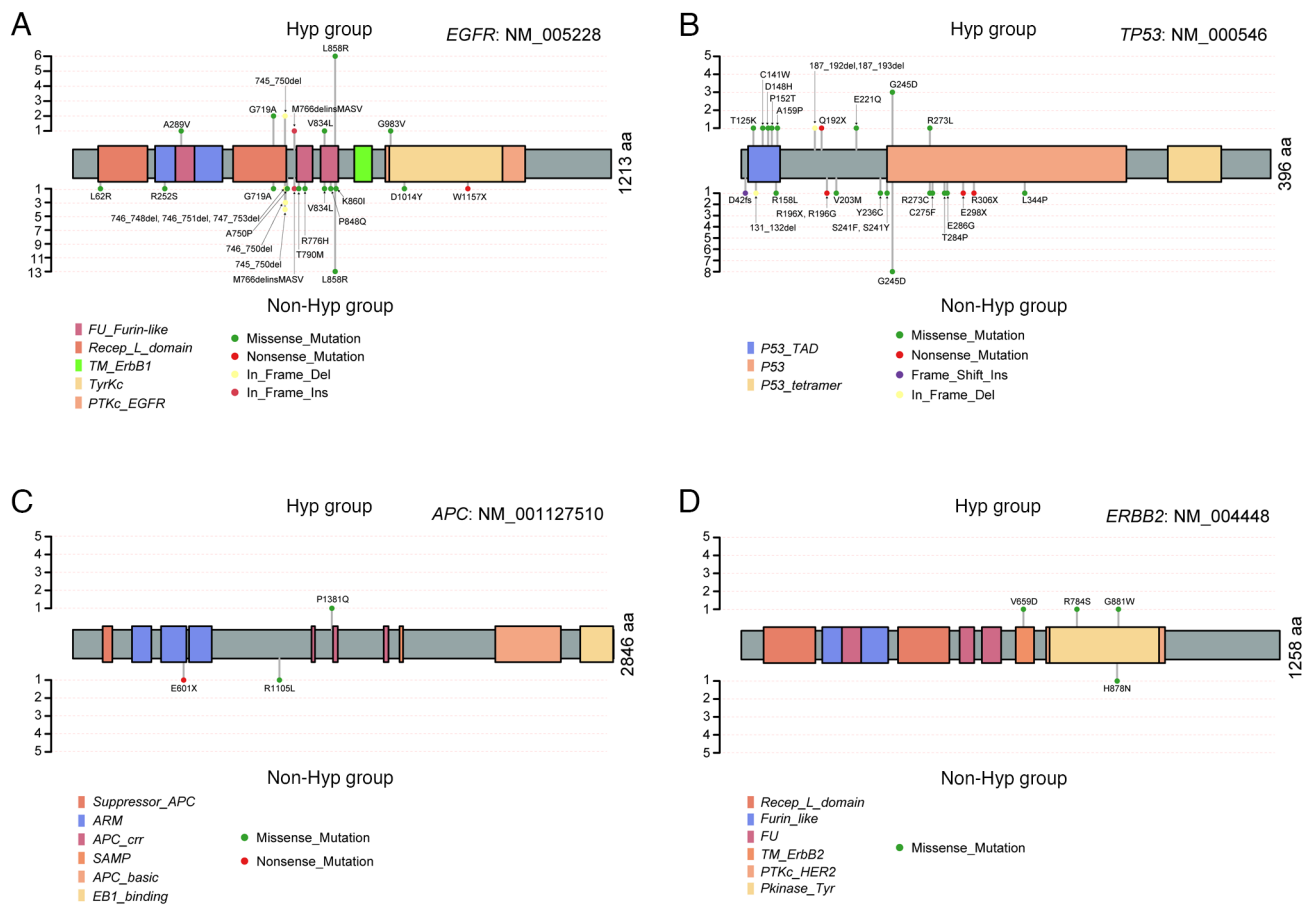 A
Hyp group
EGFR: NM_005228
L858R
6
5
4
3
2
1
745_750del
G719A
M766delinsMASV
A289V
V834L
G983V
1213 aa
1
3
5
7
9
11
13
L62R
R252S
G719A
K860I
D1014Y
W1157X
746_748del, 746_751del, 747_753del
V834L
P848Q
A750P
R776H
746_750del
T790M
745_750del
M766delinsMASV
L858R
Non-Hyp group
FU_Furin-like
Recep_L_domain
TM_ErbB1
TyrKc
PTKc_EGFR
Missense_Mutation
Nonsense_Mutation
In_Frame_Del
In_Frame_Ins
B
Hyp group
TP53: NM_000546
5
4
3
2
1
187_192del,187_193del
C141W
D148H
P152T
A159P
G245D
E221Q
T125K
Q192X
R273L
396 aa
1
2
3
4
5
6
7
8
D42fs
R158L
V203M
R273C
R306X
L344P
R196X, R196G
Y236C
C275F
E298X
131_132del
S241F, S241Y
E286G
T284P
G245D
Non-Hyp group
P53_TAD
P53
P53_tetramer
Missense_Mutation
Nonsense_Mutation
Frame_Shift_Ins
In_Frame_Del
C
Hyp group
APC: NM_001127510
5
4
3
2
1
P1381Q
2846 aa
1
2
3
4
5
E601X
R1105L
Non-Hyp group
Suppressor_APC
ARM
APC_crr
SAMP
APC_basic
EB1_binding
Missense_Mutation
Nonsense_Mutation
D
Hyp group
ERBB2: NM_004448
5
4
3
2
1
V659D
R784S
G881W
1258 aa
1
2
3
4
5
H878N
Non-Hyp group
Recep_L_domain
Furin_like
FU
TM_ErbB2
PTKc_HER2
Pkinase_Tyr
Missense_Mutation